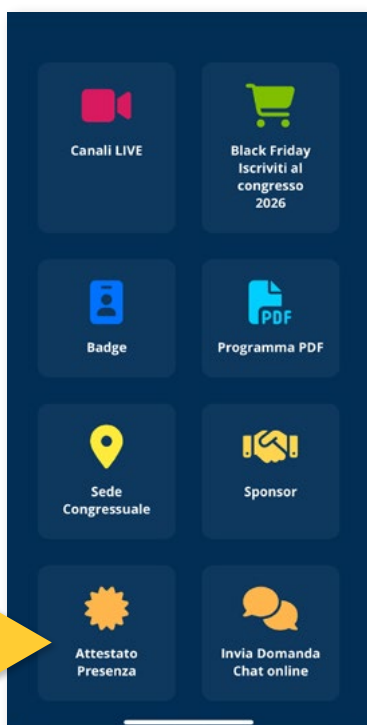 Canali LIVE
Black Friday
Iscriviti al
congresso
2026
Badge
PDF
Programma PDF
Sede
Congressuale
Sponsor
Attestato
Presenza
Invia Domanda
Chat online